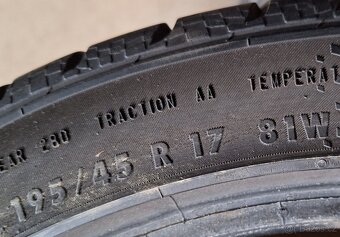 EAR 280 TRACTION AA TEMPERAT
195/45 R 17 81W